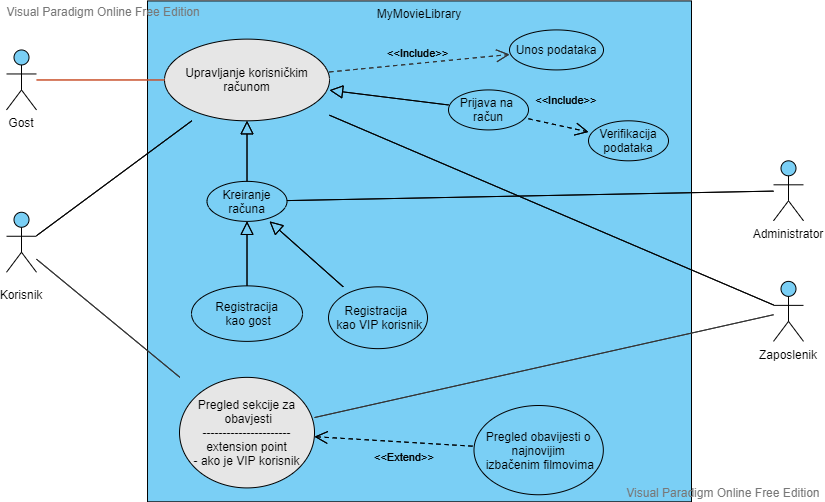 Visual Paradigm Online Free Edition
MyMovieLibrary
Gost
Upravljanje korisničkim
računom
<<Include>>
Unos podataka
Prijava na
račun
<<Include>>
Verifikacija
podataka
Kreiranje
računa
Administrator
Korisnik
Registracija
kao gost
Registracija
kao VIP korisnik
Zaposlenik
Pregled sekcije za
obavjesti
----------------------
extension point
- ako je VIP korisnik
<<Extend>>
Pregled obavijesti o
najnovijim
izbačenim filmovima
Visual Paradigm Online Free Edition